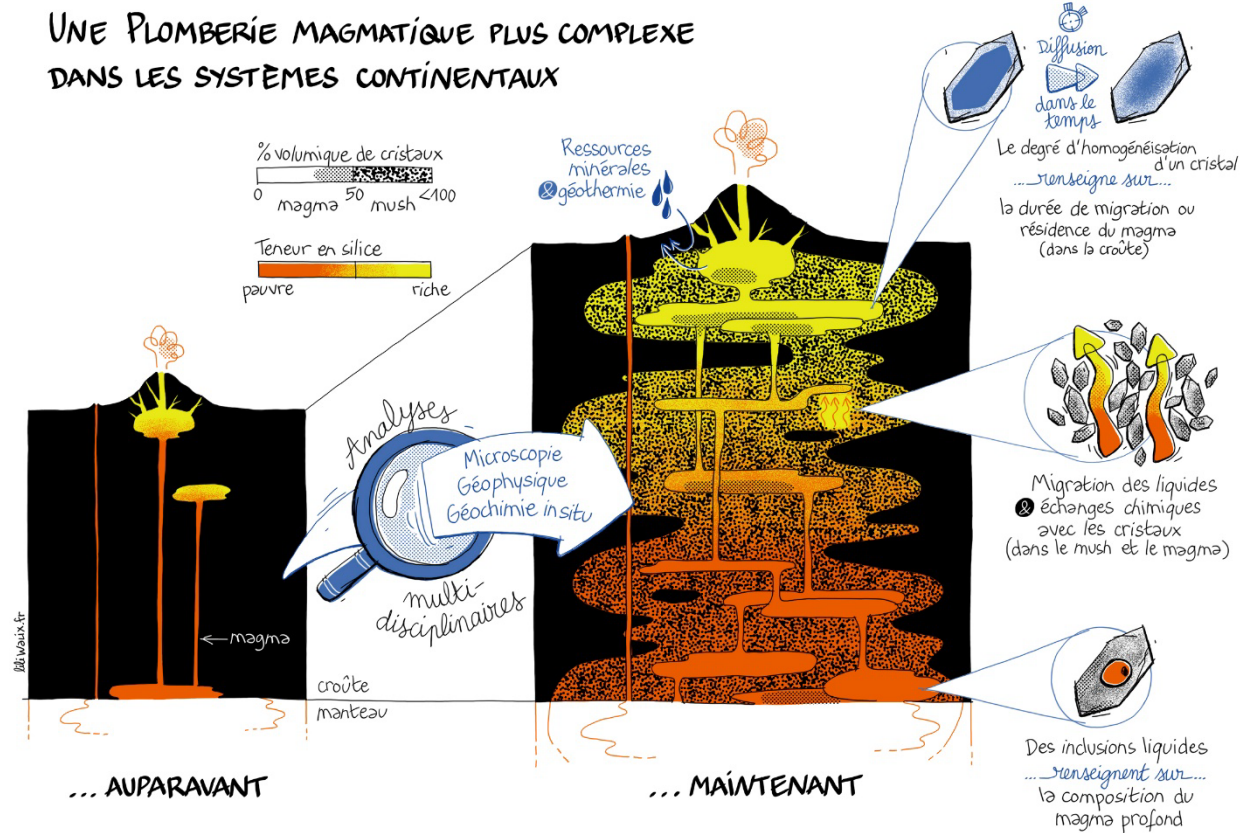 UNE PLOMBERIE MAGMATIQUE PLUS COMPLEXE
DANS LES SYSTÈMES CONTINENTAUX
% volumique de cristaux
0 50 <100
magma mush
Teneur en silice
pauvre riche
Ressources
minérales
& géothermie
Diffusion
dans le
temps
Le degré d'homogénéisation
d'un cristal
...renseigne sur...
la durée de migration ou
résidence du magma
(dans la croûte)
Analyses
Microscopie
Géophysique
Géochimie in situ
multi-
disciplinaires
Migration des liquides
& échanges chimiques
avec les cristaux
(dans le mush et le magma)
magma
croûte
manteau
liliwaix.fr
Des inclusions liquides
...renseignent sur...
la composition du
magma profond
...AUPARAVANT
...MAINTENANT